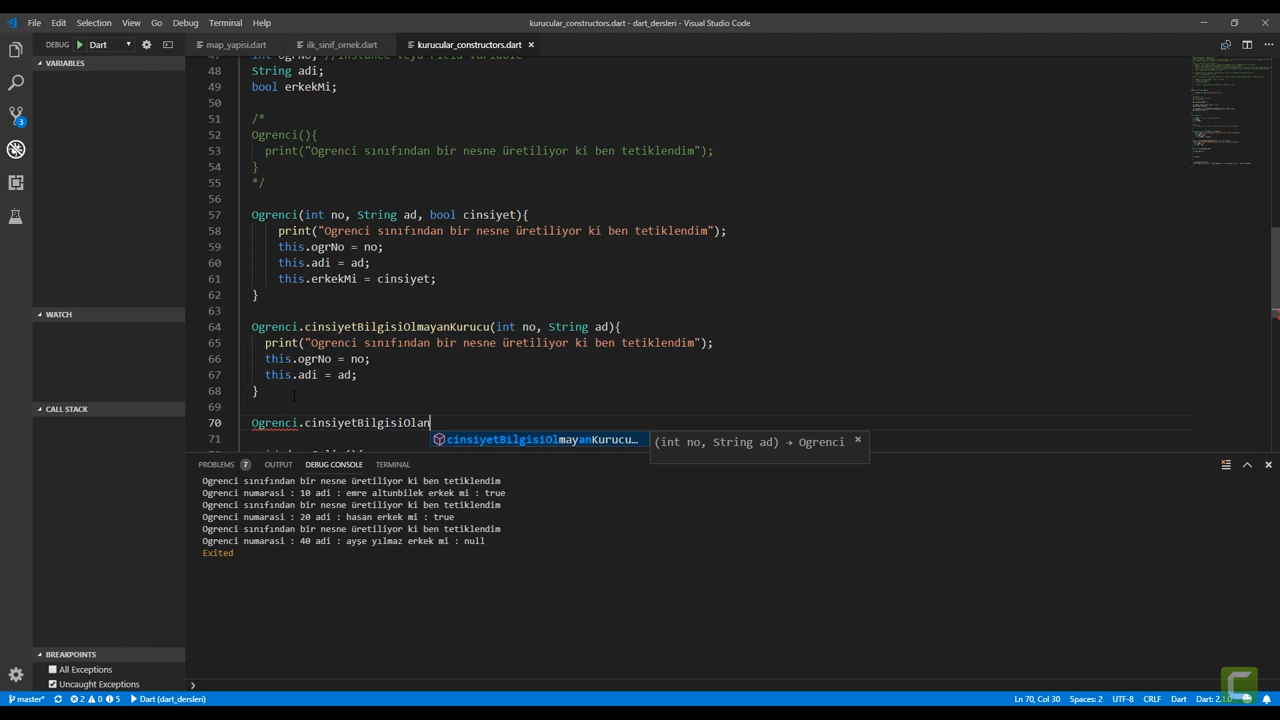 File Edit Selection View Go Debug Terminal Help
kurucular_constructors.dart - dart_dersleri - Visual Studio Code
DEBUG Dart
map_yapisi.dart ilk_sinif_ornek.dart kurucular_constructors.dart
VARIABLES
WATCH
CALL STACK
BREAKPOINTS
All Exceptions
Uncaught Exceptions
48 String adi;
49 bool erkekMi;
50
51 /*
52 Ogrenci(){
53 print("Ogrenci sınıfından bir nesne üretiliyor ki ben tetiklendim");
54 }
55 */
56
57 Ogrenci(int no, String ad, bool cinsiyet){
58 print("Ogrenci sınıfından bir nesne üretiliyor ki ben tetiklendim");
59 this.ogrNo = no;
60 this.adi = ad;
61 this.erkekMi = cinsiyet;
62 }
63
64 Ogrenci.cinsiyetBilgisiOlmayanKurucu(int no, String ad){
65 print("Ogrenci sınıfından bir nesne üretiliyor ki ben tetiklendim");
66 this.ogrNo = no;
67 this.adi = ad;
68 }
69
70 Ogrenci.cinsiyetBilgisiOlan
71
cinsiyetBilgisiOlmayanKurucu… (int no, String ad) → Ogrenci
PROBLEMS 7 OUTPUT DEBUG CONSOLE TERMINAL
Ogrenci sınıfından bir nesne üretiliyor ki ben tetiklendim
Ogrenci numarasi : 10 adi : emre altunbilek erkek mi : true
Ogrenci sınıfından bir nesne üretiliyor ki ben tetiklendim
Ogrenci numarasi : 20 adi : hasan erkek mi : true
Ogrenci sınıfından bir nesne üretiliyor ki ben tetiklendim
Ogrenci numarasi : 40 adi : ayşe yılmaz erkek mi : null
Exited
master* 2 0 5 Dart (dart_dersleri)
Ln 70, Col 30 Spaces: 2 UTF-8 CRLF Dart Dart: 2.1.0